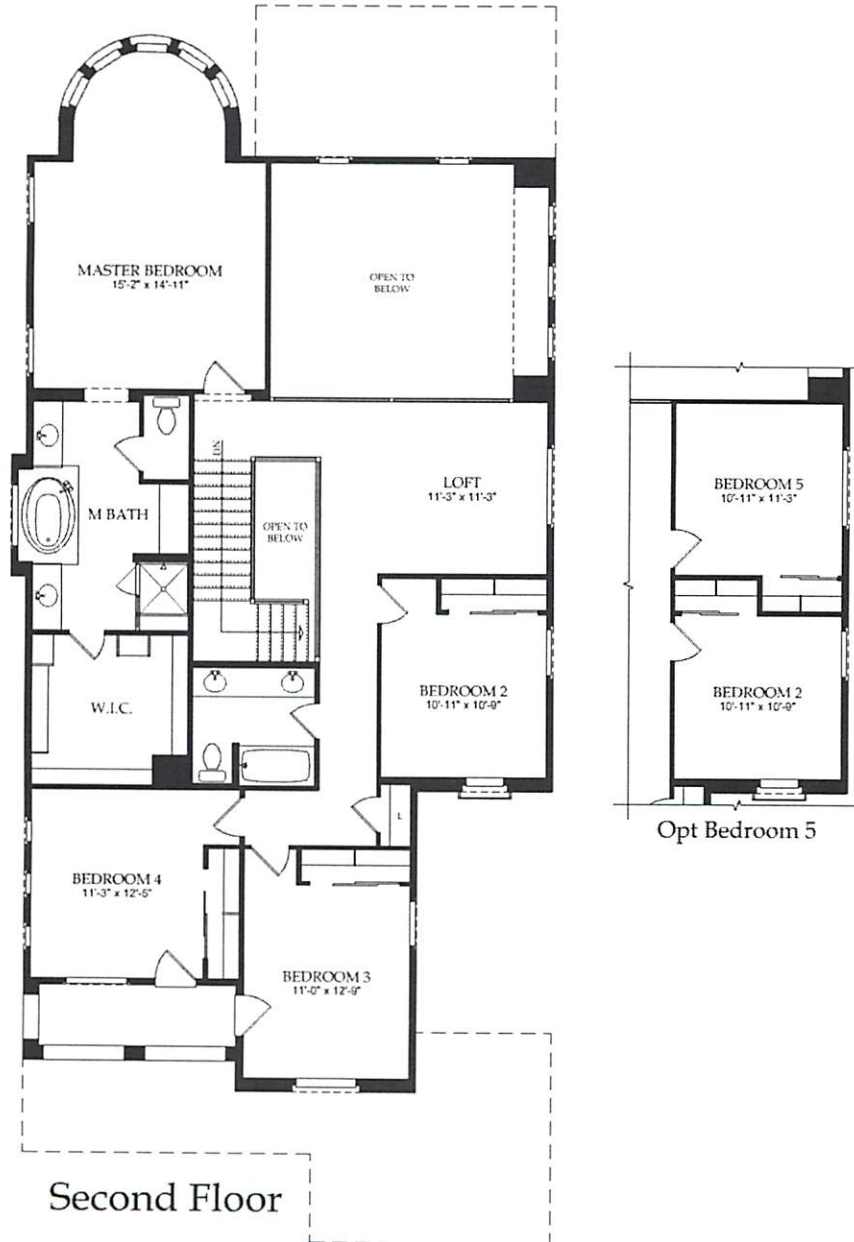 MASTER BEDROOM
15'-2" x 14'-11"
OPEN TO
BELOW
DN
M BATH
OPEN TO
BELOW
LOFT
11'-3" x 11'-3"
W.I.C.
BEDROOM 2
10'-11" x 10'-9"
L
BEDROOM 4
11'-3" x 12'-5"
BEDROOM 3
11'-0" x 12'-9"
Second Floor
BEDROOM 5
10'-11" x 11'-3"
BEDROOM 2
10'-11" x 10'-9"
Opt Bedroom 5